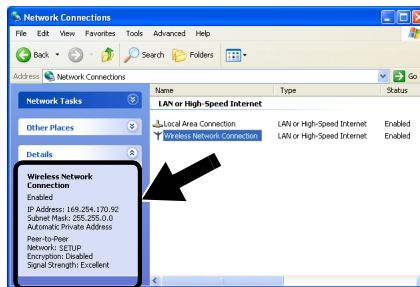 Network Connections
File Edit View Favorites Tools Advanced Help
Back Search Folders
Address Network Connections Go
Name Type Status
Network Tasks
LAN or High-Speed Internet
Other Places
Local Area Connection LAN or High-Speed Internet Enabled
Wireless Network Connection LAN or High-Speed Internet Enabled
Details
Wireless Network
Connection
Enabled
IP Address: 169.254.170.92
Subnet Mask: 255.255.0.0
Automatic Private Address
Peer-to-Peer
Network: SETUP
Encryption: Disabled
Signal Strength: Excellent